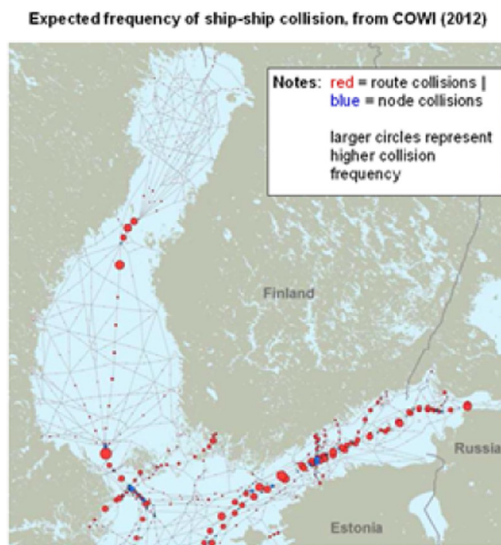 Expected frequency of ship-ship collision, from COWI (2012)
Notes: red = route collisions |
blue = node collisions
larger circles represent
higher collision
frequency
Finland
Russia
Estonia